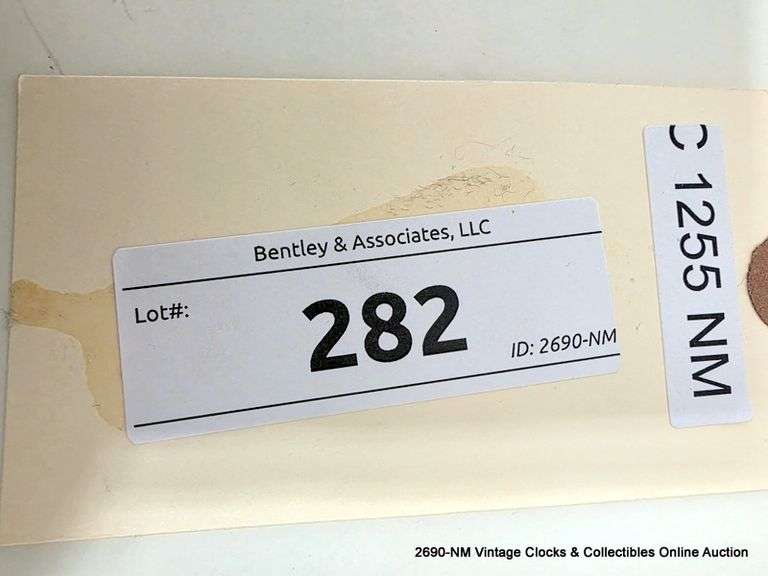 Bentley & Associates, LLC
Lot#:
282
ID: 2690-NM
C 1255 NM
2690-NM Vintage Clocks & Collectibles Online Auction